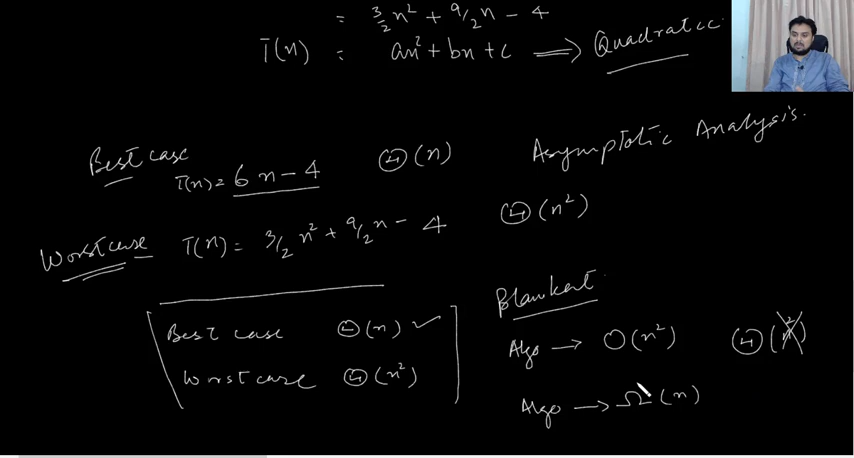 = 3/2 n² + 9/2 n - 4
T(n) = an² + bn + c ⟹ Quadratic.
Best case
T(n) = 6n - 4 Θ(n) Asymptotic Analysis.
Worst case T(n) = 3/2 n² + 9/2 n - 4 Θ(n²)
Blankert.
Best case Θ(n) ✓
Worst case Θ(n²)
Algo → O(n²) Θ(n²)
Algo → Ω(n)